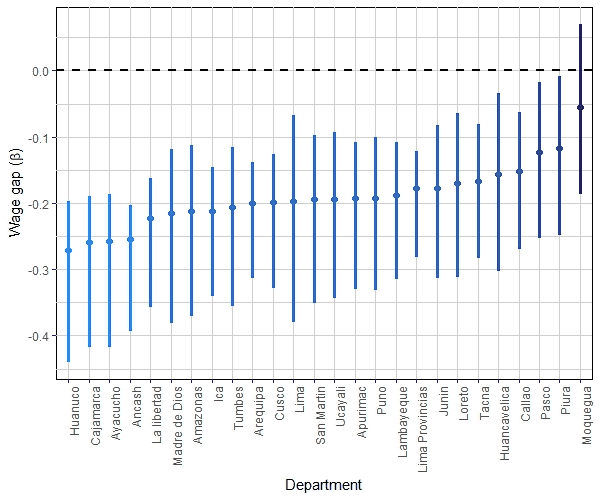 Wage gap (β)
0.0
-0.1
-0.2
-0.3
-0.4
Huanuco
Cajamarca
Ayacucho
Ancash
La libertad
Madre de Dios
Amazonas
Ica
Tumbes
Arequipa
Cusco
Lima
San Martin
Ucayali
Apurimac
Puno
Lambayeque
Lima Provincias
Junin
Loreto
Tacna
Huancavelica
Callao
Pasco
Piura
Moquegua
Department